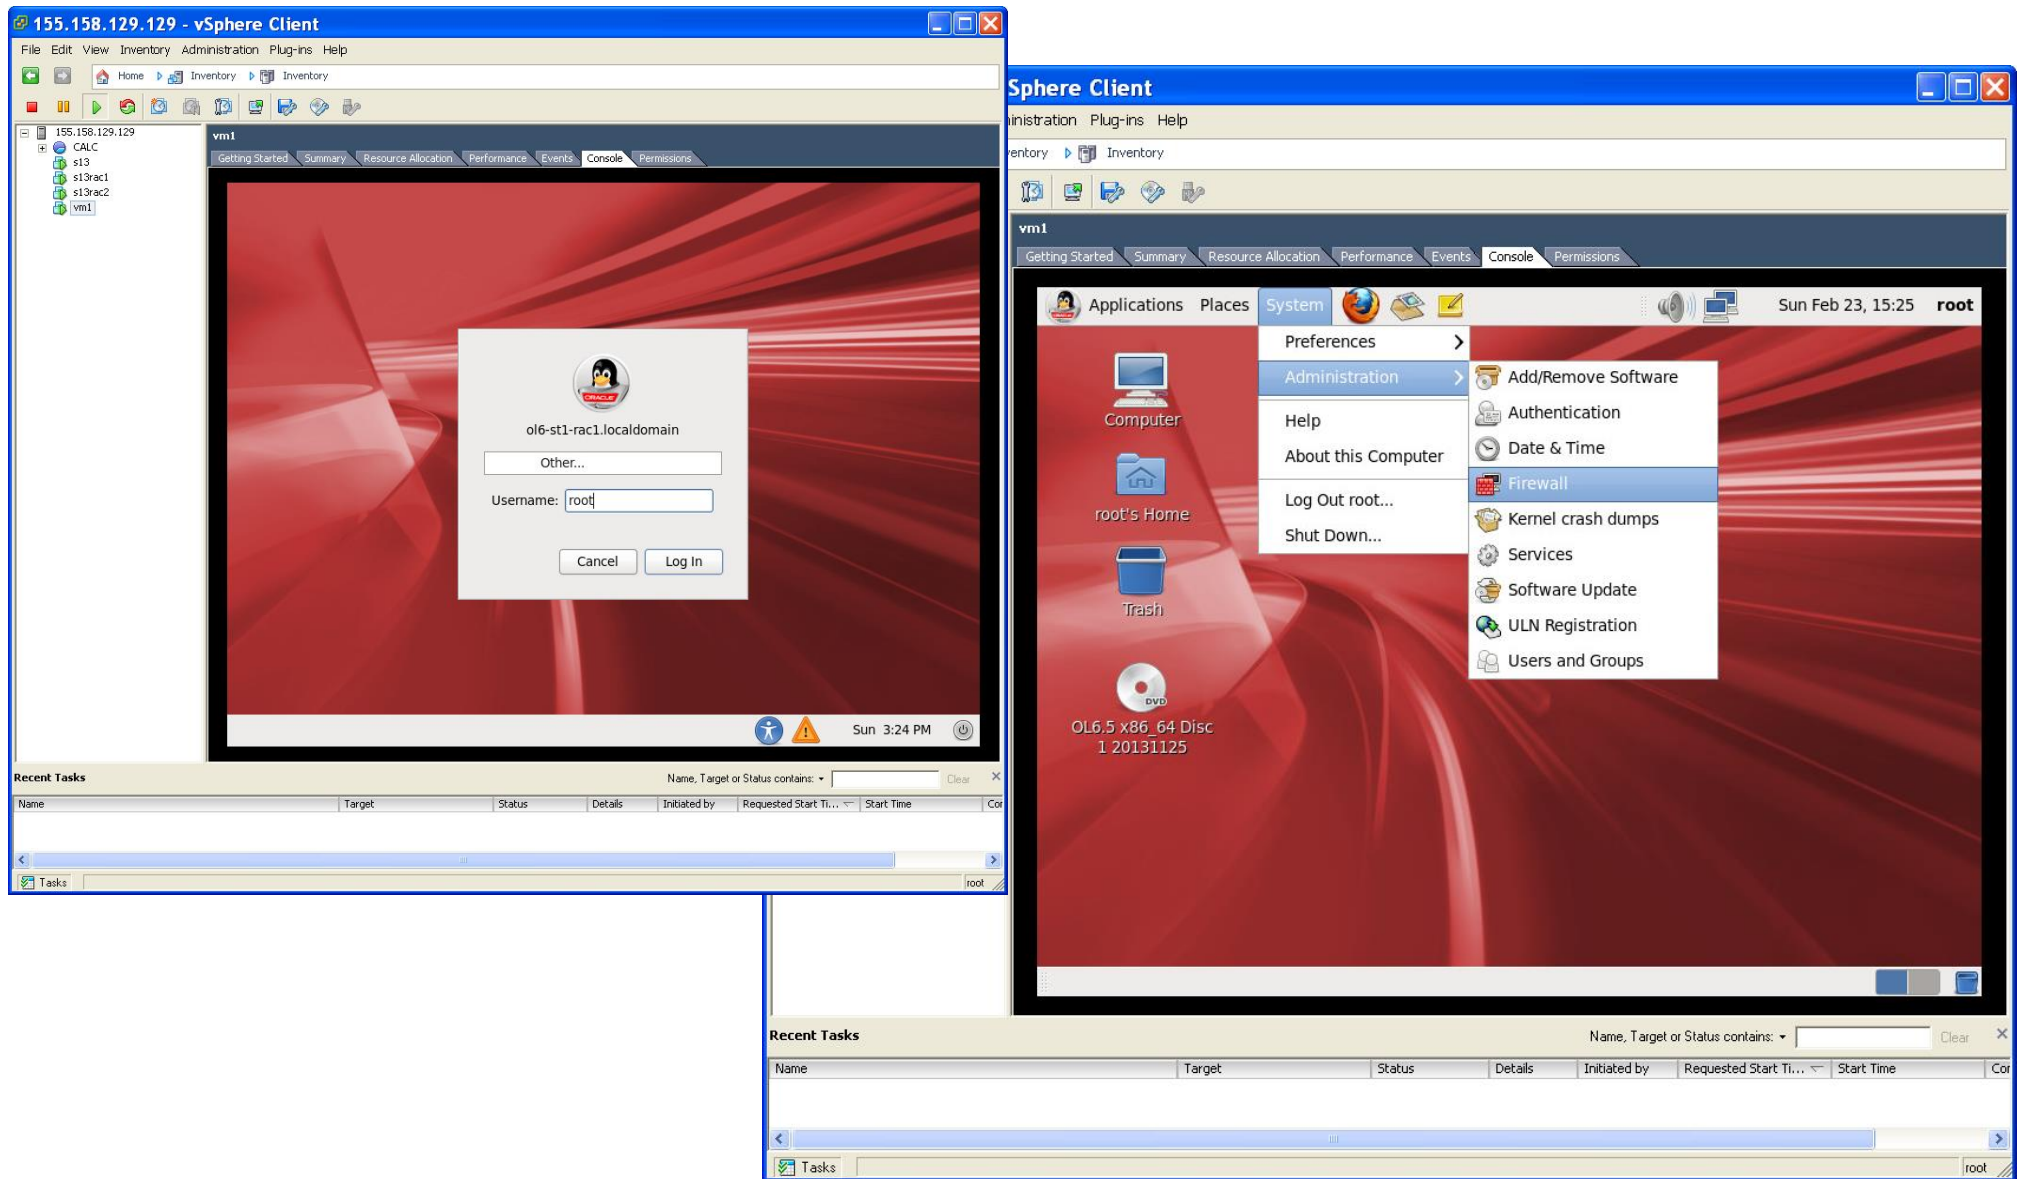 155.158.129.129 - vSphere Client
File Edit View Inventory Administration Plug-ins Help
Home Inventory Inventory
155.158.129.129
CALC
s13
s13rac1
s13rac2
vm1
vm1
Getting Started Summary Resource Allocation Performance Events Console Permissions
ORACLE
ol6-st1-rac1.localdomain
Other...
Username: root
Cancel Log In
Sun 3:24 PM
Recent Tasks Name, Target or Status contains: Clear
Name Target Status Details Initiated by Requested Start Ti... Start Time Cor
Tasks root
Sphere Client
inistration Plug-ins Help
entory Inventory
vm1
Getting Started Summary Resource Allocation Performance Events Console Permissions
Applications Places System Sun Feb 23, 15:25 root
Preferences
Administration
Help
About this Computer
Log Out root...
Shut Down...
Add/Remove Software
Authentication
Date & Time
Firewall
Kernel crash dumps
Services
Software Update
ULN Registration
Users and Groups
Computer
root's Home
Trash
DVD
OL6.5 x86_64 Disc
1 20131125
Recent Tasks Name, Target or Status contains: Clear
Name Target Status Details Initiated by Requested Start Ti... Start Time Cor
Tasks root